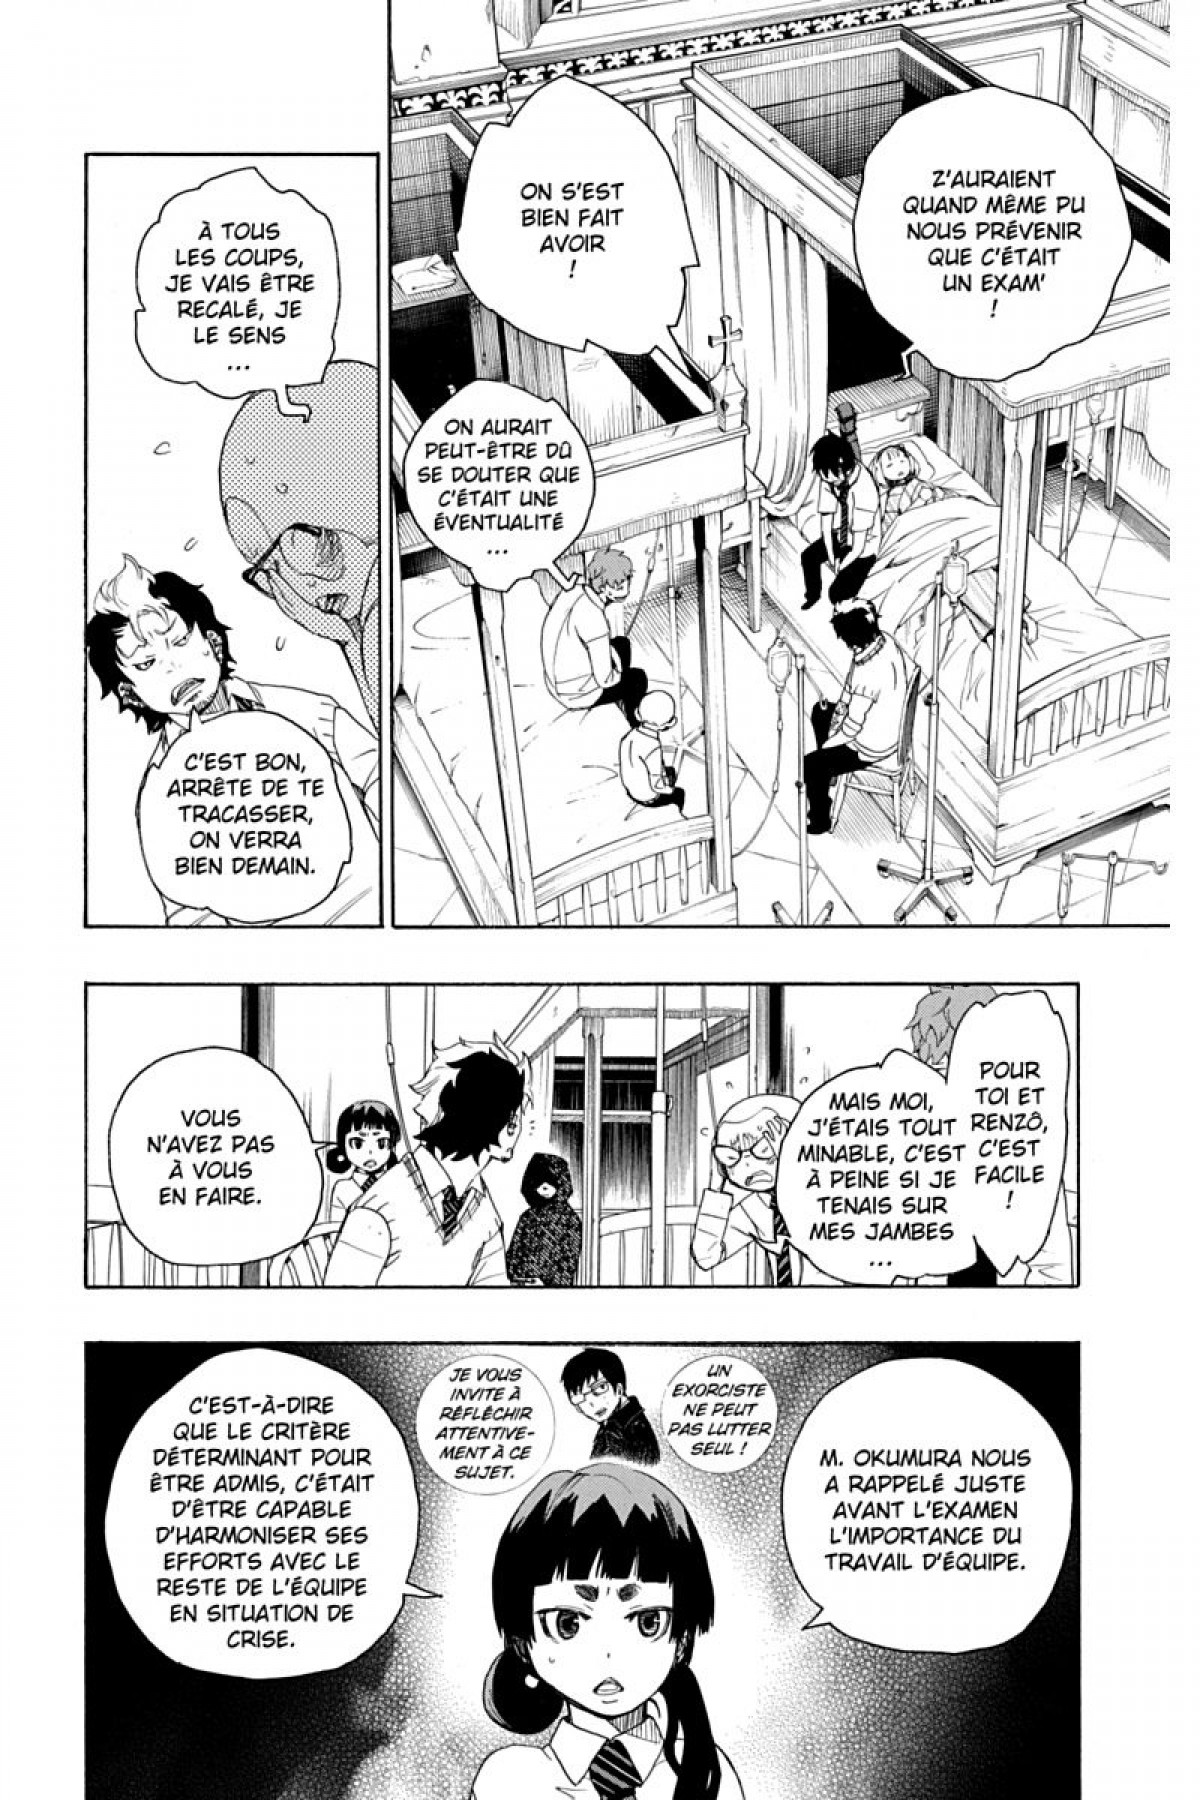 Z'AURAIENT
QUAND MÊME PU
NOUS PRÉVENIR
QUE C'ÉTAIT
UN EXAM'
!
ON S'EST
BIEN FAIT
AVOIR
!
ON AURAIT
PEUT-ÊTRE DÛ
SE DOUTER QUE
C'ÉTAIT UNE
ÉVENTUALITÉ
...
À TOUS
LES COUPS,
JE VAIS ÊTRE
RECALÉ, JE
LE SENS
...
C'EST BON,
ARRÊTE DE TE
TRACASSER,
ON VERRA
BIEN DEMAIN.
POUR
TOI ET
RENZÔ,
C'EST
FACILE
!
MAIS MOI,
J'ÉTAIS TOUT
MINABLE, C'EST
À PEINE SI JE
TENAIS SUR
MES JAMBES
...
VOUS
N'AVEZ PAS
À VOUS
EN FAIRE.
M. OKUMURA NOUS
A RAPPELÉ JUSTE
AVANT L'EXAMEN
L'IMPORTANCE DU
TRAVAIL D'ÉQUIPE.
UN
EXORCISTE
NE PEUT
PAS LUTTER
SEUL !
JE VOUS
INVITE À
RÉFLÉCHIR
ATTENTIVE-
MENT À CE
SUJET.
C'EST-À-DIRE
QUE LE CRITÈRE
DÉTERMINANT POUR
ÊTRE ADMIS, C'ÉTAIT
D'ÊTRE CAPABLE
D'HARMONISER SES
EFFORTS AVEC LE
RESTE DE L'ÉQUIPE
EN SITUATION DE
CRISE.